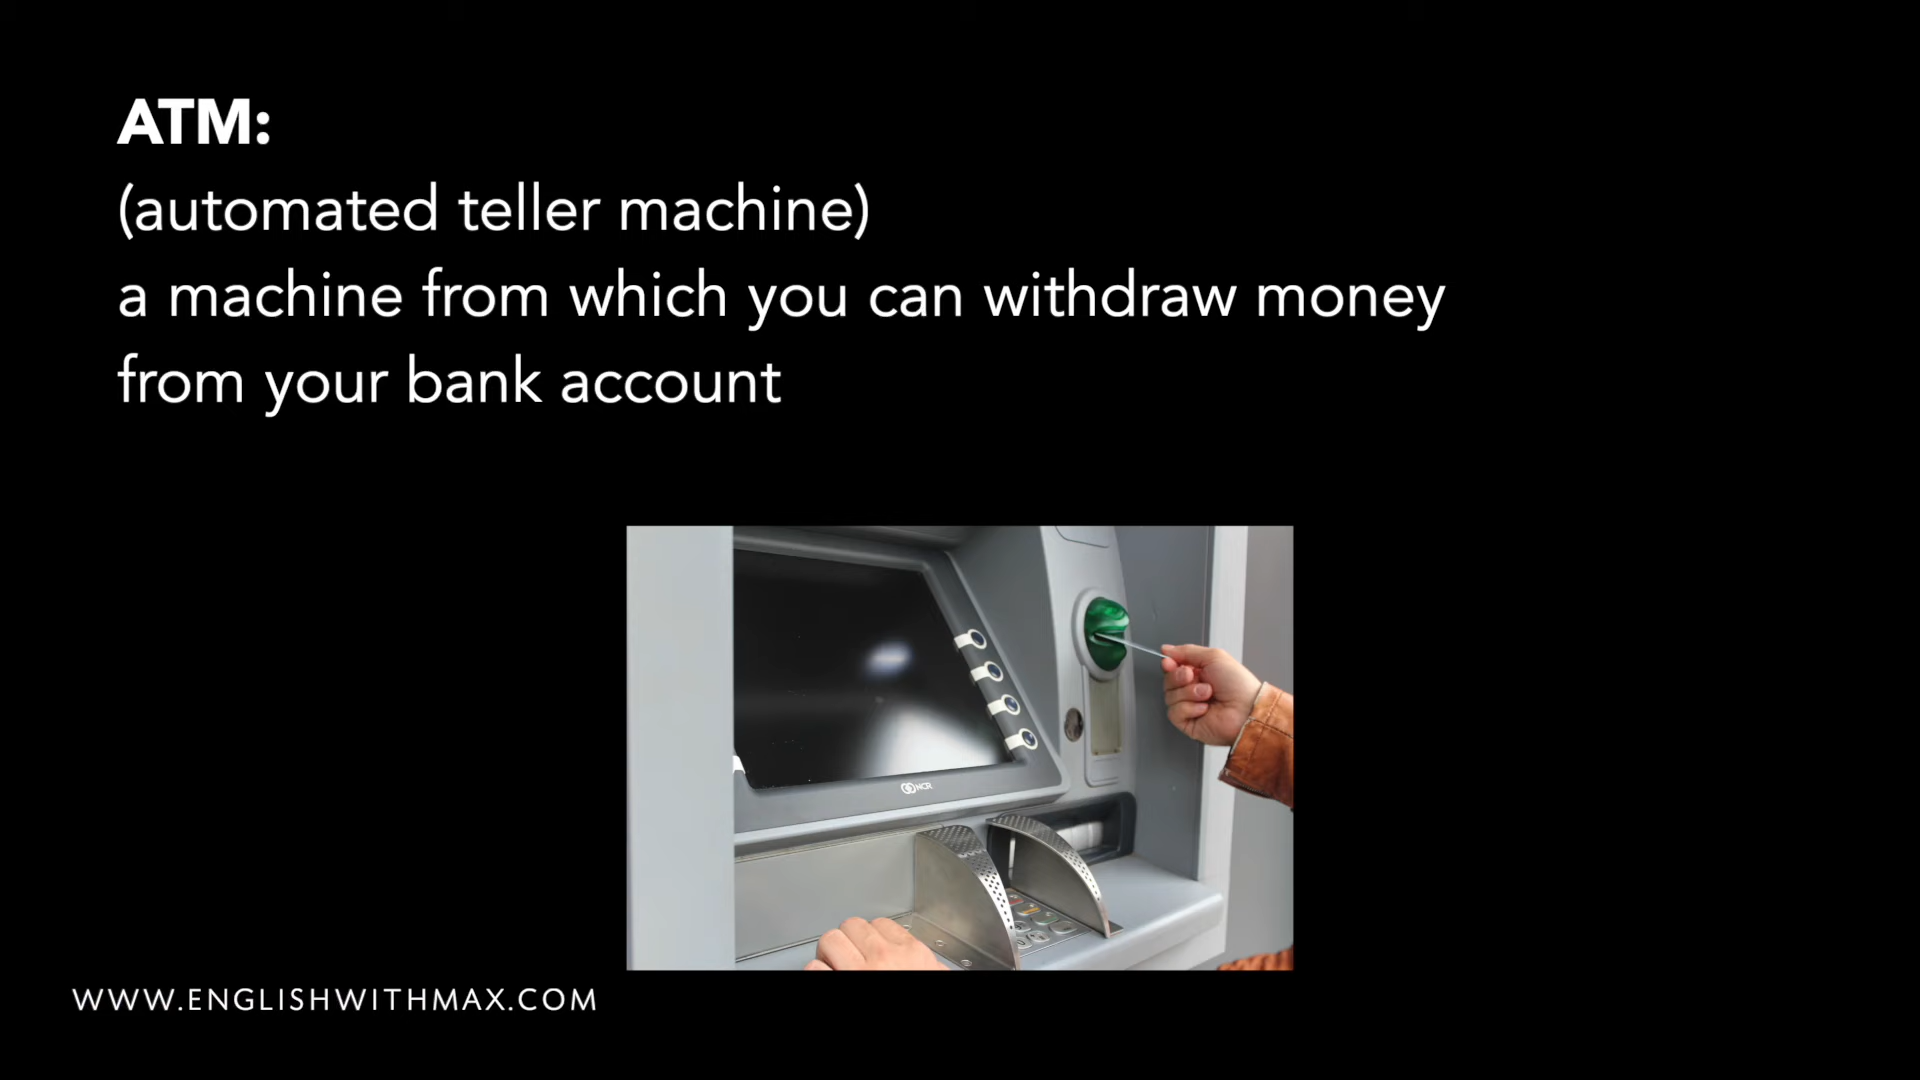 ATM:
(automated teller machine)
a machine from which you can withdraw money
from your bank account
NCR
WWW.ENGLISHWITHMAX.COM